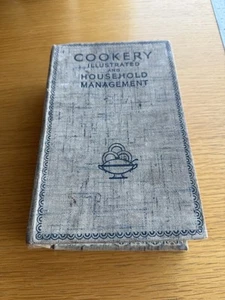 COOKERY
ILLUSTRATED
AND
HOUSEHOLD
MANAGEMENT